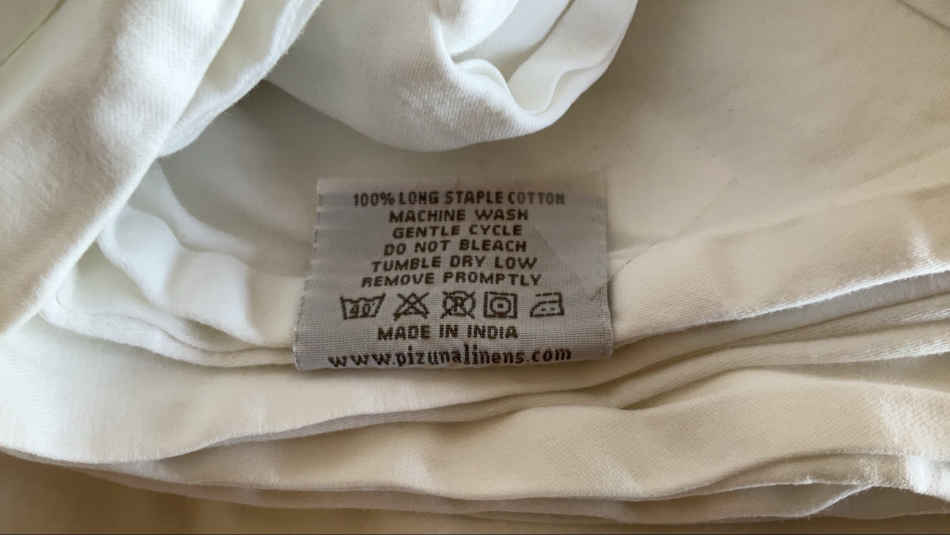 100% LONG STAPLE COTTON
MACHINE WASH
GENTLE CYCLE
DO NOT BLEACH
TUMBLE DRY LOW
REMOVE PROMPTLY
40
MADE IN INDIA
www.pizunalinens.com